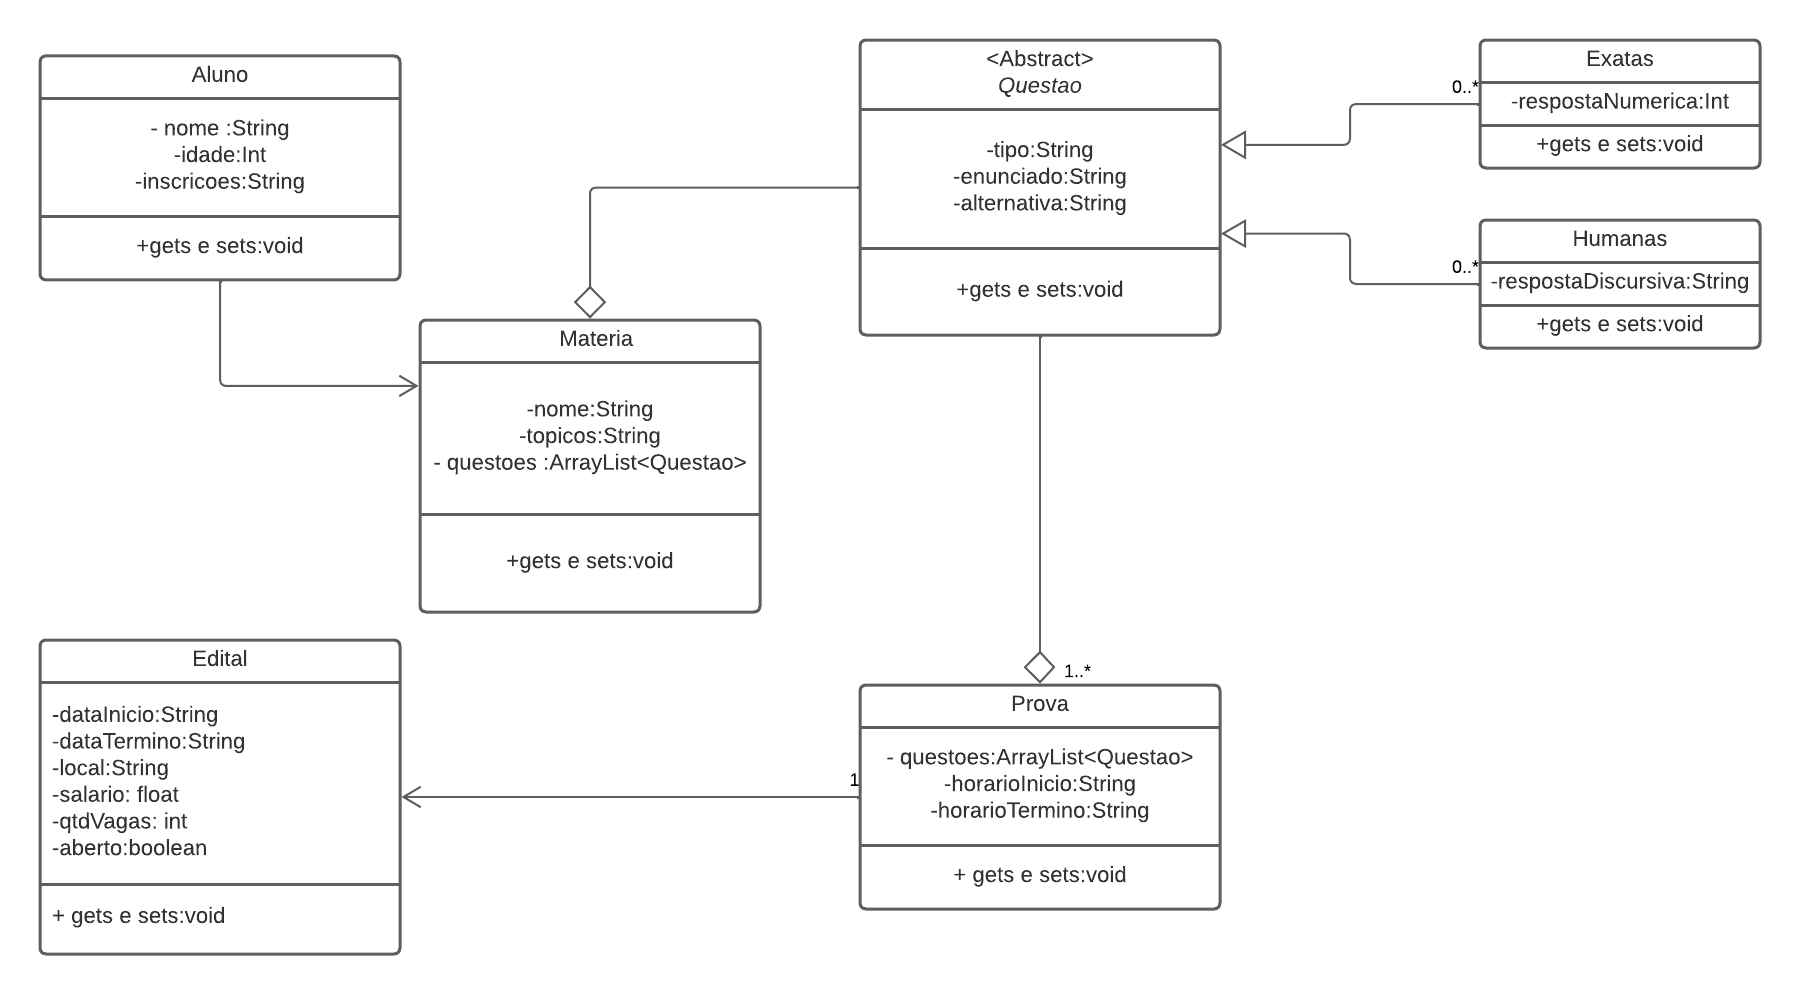 Aluno
- nome :String
-idade:Int
-inscricoes:String
+gets e sets:void
<Abstract>
Questao
-tipo:String
-enunciado:String
-alternativa:String
+gets e sets:void
0..*
Exatas
-respostaNumerica:Int
+gets e sets:void
0..*
Humanas
-respostaDiscursiva:String
+gets e sets:void
Materia
-nome:String
-topicos:String
- questoes :ArrayList<Questao>
+gets e sets:void
Edital
-dataInicio:String
-dataTermino:String
-local:String
-salario: float
-qtdVagas: int
-aberto:boolean
+ gets e sets:void
1
1..*
Prova
- questoes:ArrayList<Questao>
-horarioInicio:String
-horarioTermino:String
+ gets e sets:void